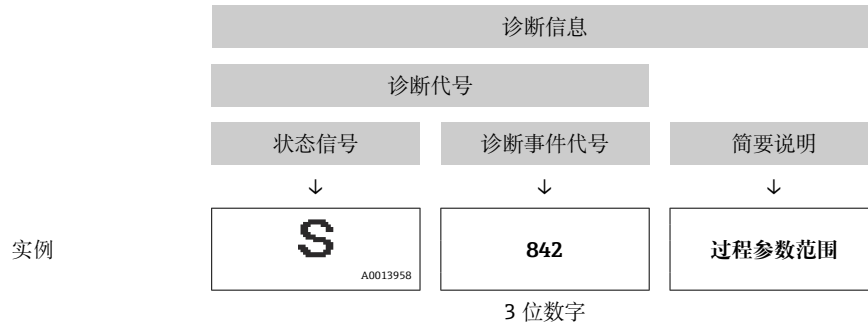 诊断信息
诊断代号
状态信号 诊断事件代号 简要说明
↓ ↓ ↓
实例 S 842 过程参数范围
A0013958
3 位数字